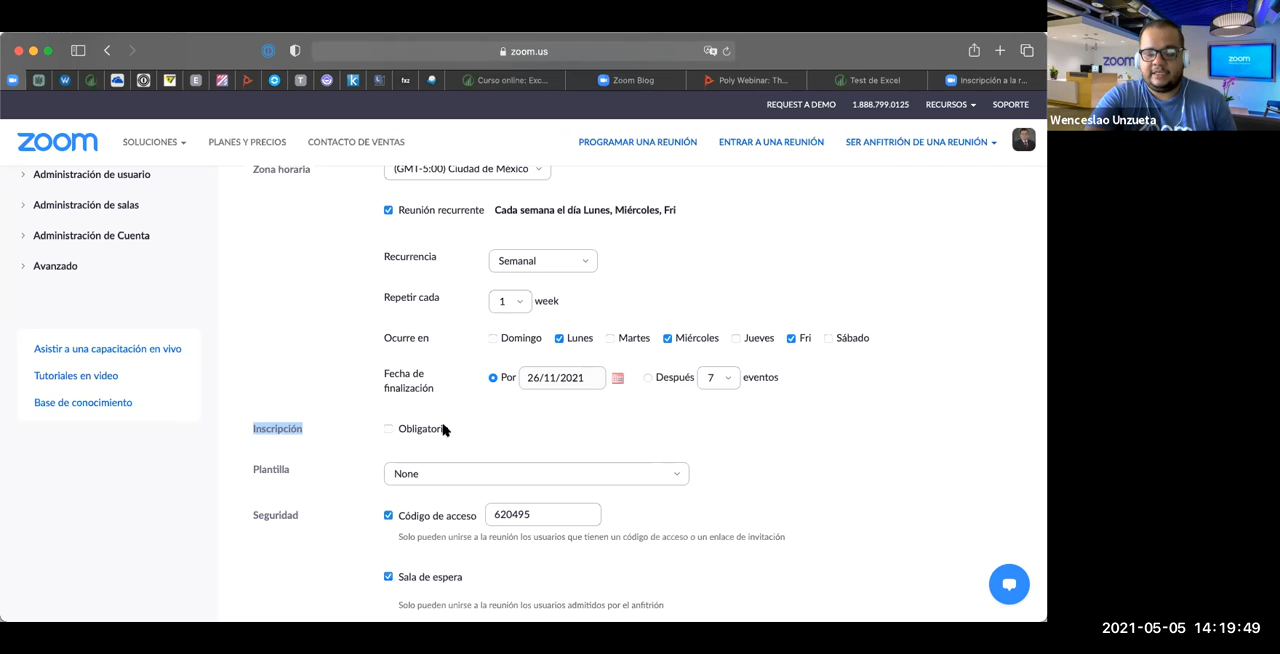 zoom.us
Curso online: Exc...
Zoom Blog
Poly Webinar: Th...
Test de Excel
Inscripción a la r...
zoom
zoom
Wenceslao Unzueta
REQUEST A DEMO
1.888.799.0125
RECURSOS
SOPORTE
zoom
SOLUCIONES
PLANES Y PRECIOS
CONTACTO DE VENTAS
PROGRAMAR UNA REUNIÓN
ENTRAR A UNA REUNIÓN
SER ANFITRIÓN DE UNA REUNIÓN
Administración de usuario
Administración de salas
Administración de Cuenta
Avanzado
Asistir a una capacitación en vivo
Tutoriales en video
Base de conocimiento
Zona horaria
(GMT-5:00) Ciudad de México
Reunión recurrente Cada semana el día Lunes, Miércoles, Fri
Recurrencia
Semanal
Repetir cada
1 week
Ocurre en
Domingo Lunes Martes Miércoles Jueves Fri Sábado
Fecha de
finalización
Por 26/11/2021 Después 7 eventos
Inscripción
Obligatori
Plantilla
None
Seguridad
Código de acceso 620495
Solo pueden unirse a la reunión los usuarios que tienen un código de acceso o un enlace de invitación
Sala de espera
Solo pueden unirse a la reunión los usuarios admitidos por el anfitrión
2021-05-05 14:19:49